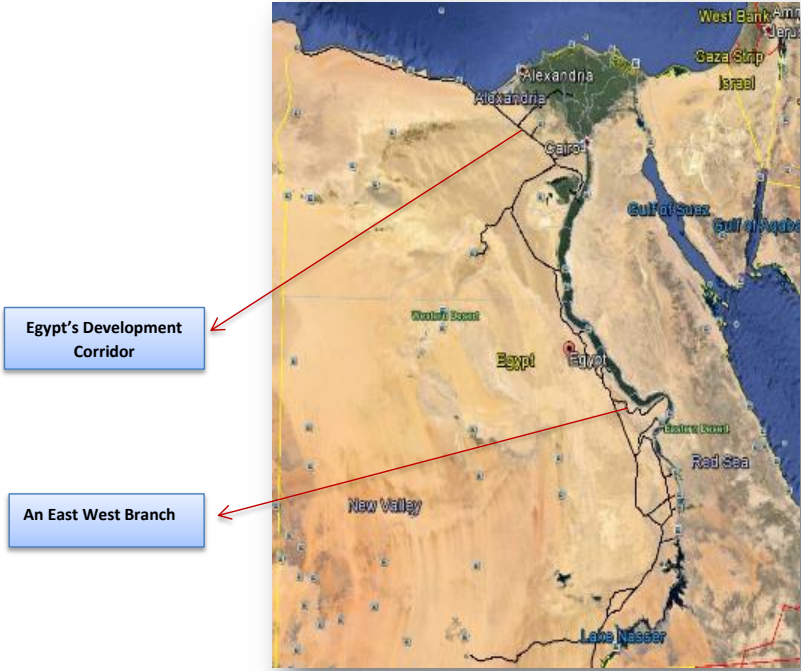 West Bank Amm
Jerus
Gaza Strip
Israel
Alexandria
Alexandria
Cairo
Gulf of Suez
Gulf of Aqaba
Egypt's Development
Corridor
Western Desert
Egypt
Egypt
Eastern Desert
Red Sea
An East West Branch
New Valley
Lake Nasser